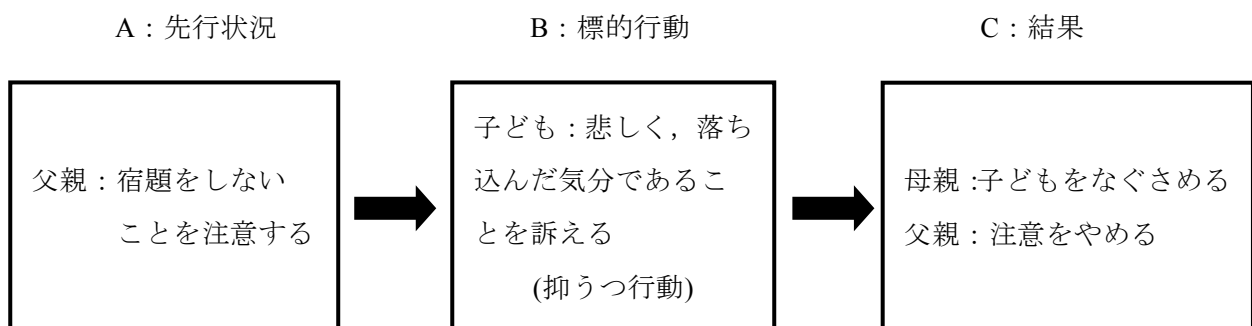 A：先行状況
B：標的行動
C：結果
父親：宿題をしない
ことを注意する
子ども：悲しく，落ち
込んだ気分であるこ
とを訴える
(抑うつ行動)
母親 :子どもをなぐさめる
父親：注意をやめる